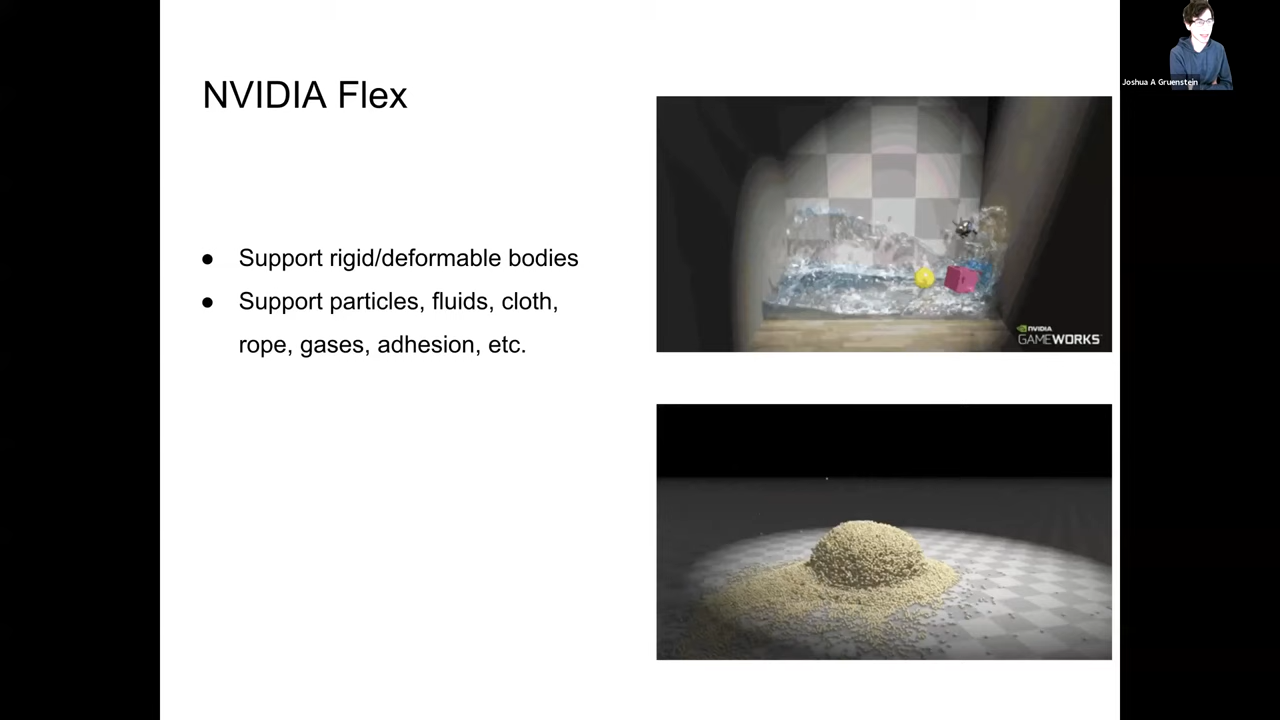 Joshua A Gruenstein
NVIDIA Flex
● Support rigid/deformable bodies
● Support particles, fluids, cloth,
rope, gases, adhesion, etc.
NVIDIA
GAMEWORKS